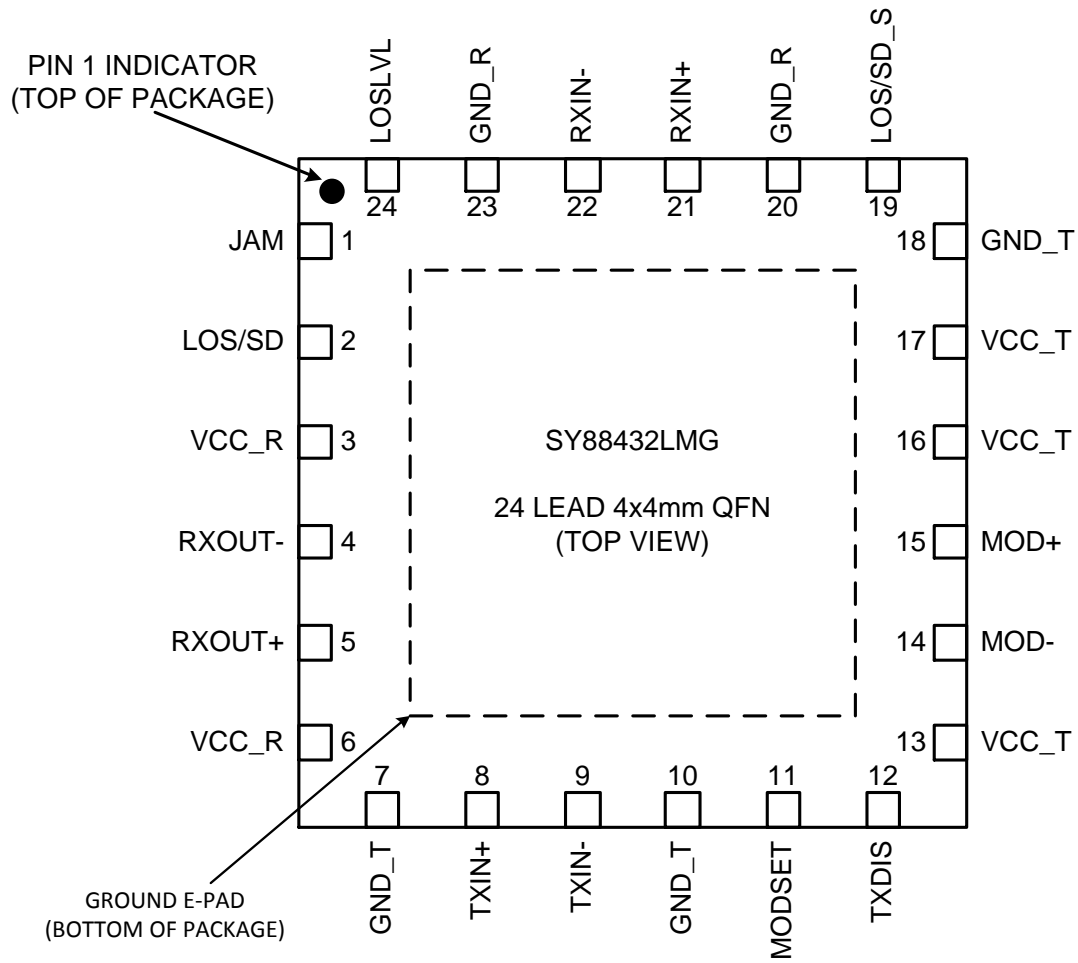 PIN 1 INDICATOR
(TOP OF PACKAGE)
LOSLVL
GND_R
RXIN-
RXIN+
GND_R
LOS/SD_S
24
23
22
21
20
19
JAM
1
LOS/SD
2
VCC_R
3
RXOUT-
4
RXOUT+
5
VCC_R
6
18
GND_T
17
VCC_T
16
VCC_T
15
MOD+
14
MOD-
13
VCC_T
SY88432LMG
24 LEAD 4x4mm QFN
(TOP VIEW)
7
8
9
10
11
12
GND_T
TXIN+
TXIN-
GND_T
MODSET
TXDIS
GROUND E-PAD
(BOTTOM OF PACKAGE)